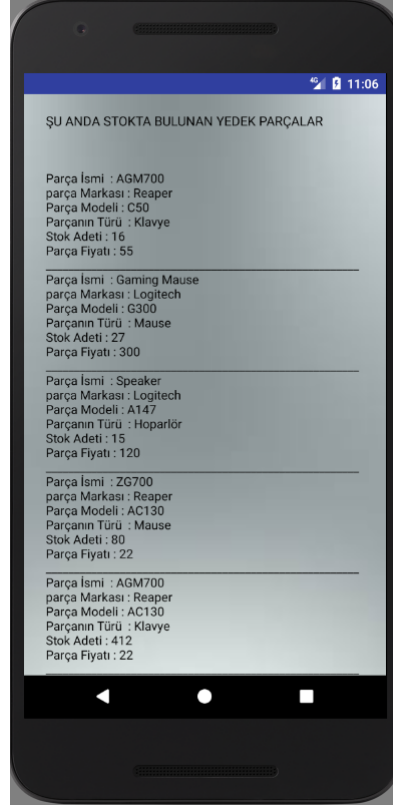 4G 11:06
ŞU ANDA STOKTA BULUNAN YEDEK PARÇALAR
Parça İsmi : AGM700
parça Markası : Reaper
Parça Modeli : C50
Parçanın Türü : Klavye
Stok Adeti : 16
Parça Fiyatı : 55
Parça İsmi : Gaming Mause
parça Markası : Logitech
Parça Modeli : G300
Parçanın Türü : Mause
Stok Adeti : 27
Parça Fiyatı : 300
Parça İsmi : Speaker
parça Markası : Logitech
Parça Modeli : A147
Parçanın Türü : Hoparlör
Stok Adeti : 15
Parça Fiyatı : 120
Parça İsmi : ZG700
parça Markası : Reaper
Parça Modeli : AC130
Parçanın Türü : Mause
Stok Adeti : 80
Parça Fiyatı : 22
Parça İsmi : AGM700
parça Markası : Reaper
Parça Modeli : AC130
Parçanın Türü : Klavye
Stok Adeti : 412
Parça Fiyatı : 22